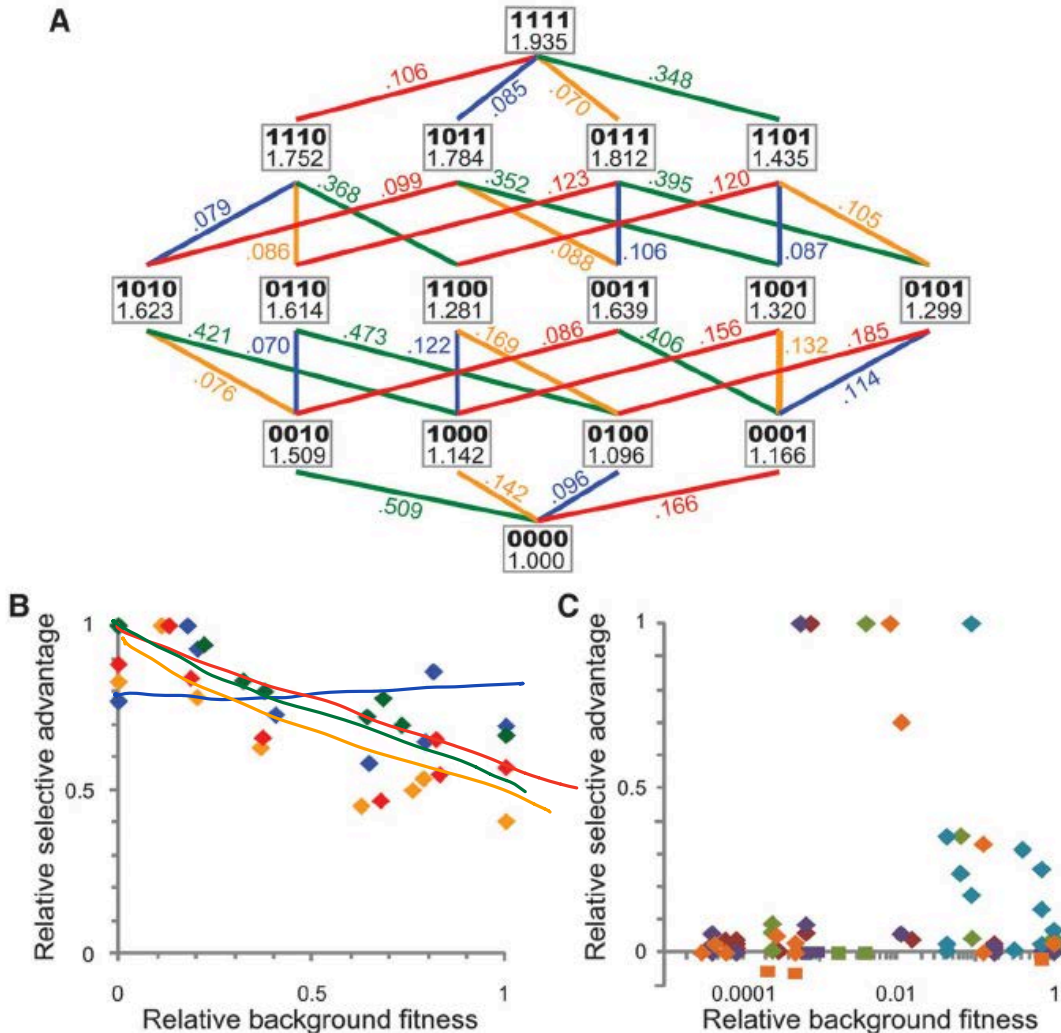 A
1111
1.935
.106 .085 .070 .348
1110 1011 0111 1101
1.752 1.784 1.812 1.435
.079 .086 .368 .099 .352 .088 .123 .106 .395 .120 .087 .105
1010 0110 1100 0011 1001 0101
1.623 1.614 1.281 1.639 1.320 1.299
.076 .421 .070 .473 .122 .169 .086 .406 .156 .132 .185 .114
0010 1000 0100 0001
1.509 1.142 1.096 1.166
.509 .142 .096 .166
0000
1.000
B
Relative selective advantage
1
0.5
0
0 0.5 1
Relative background fitness
C
Relative selective advantage
1
0.5
0
0.0001 0.01 1
Relative background fitness